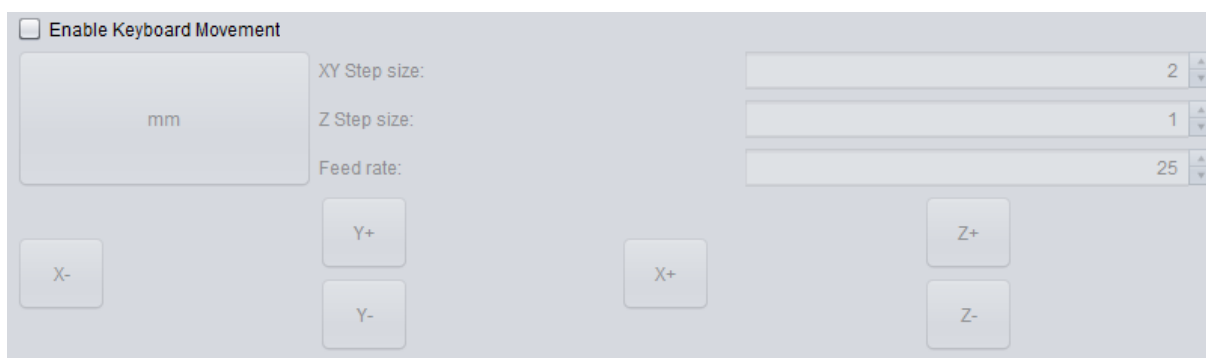 Enable Keyboard Movement
mm
XY Step size: 2
Z Step size: 1
Feed rate: 25
X-
Y+
Y-
X+
Z+
Z-